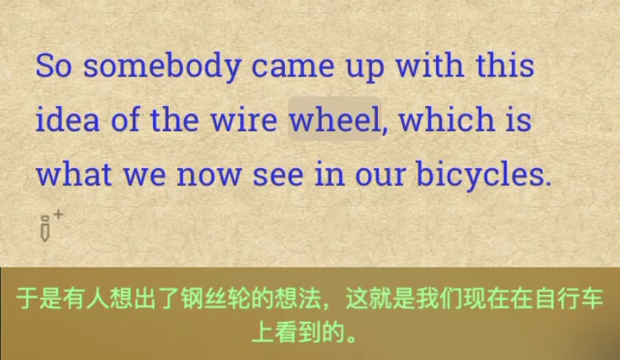 So somebody came up with this
idea of the wire wheel, which is
what we now see in our bicycles.
于是有人想出了钢丝轮的想法，这就是我们现在在自行车
上看到的。